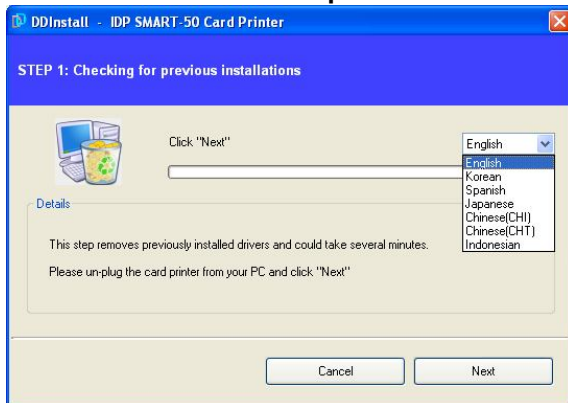 DDInstall - IDP SMART-50 Card Printer
STEP 1: Checking for previous installations
Click "Next"
English
English
Korean
Spanish
Japanese
Chinese(CHI)
Chinese(CHT)
Indonesian
Details
This step removes previously installed drivers and could take several minutes.
Please un-plug the card printer from your PC and click "Next"
Cancel
Next